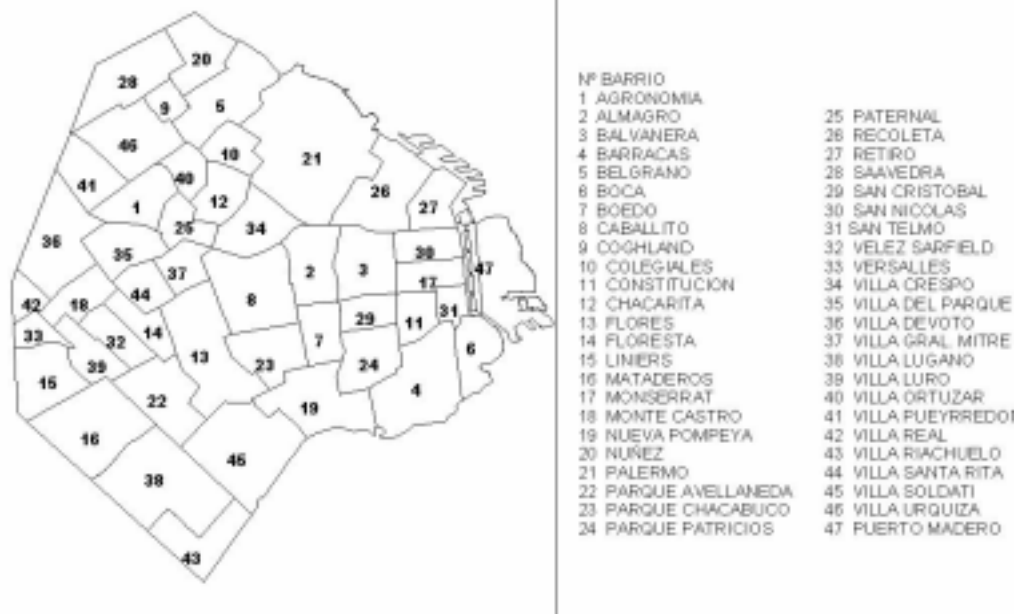 20
28
9
5
46
10
21
40
41
26
12
1
27
25
34
36
35
30
37
2
3
47
17
44
8
42
18
31
29
11
33
14
32
7
6
13
23
24
39
15
4
22
19
16
45
38
43
Nº BARRIO
1 AGRONOMIA
2 ALMAGRO
3 BALVANERA
4 BARRACAS
5 BELGRANO
6 BOCA
7 BOEDO
8 CABALLITO
9 COGHLAND
10 COLEGIALES
11 CONSTITUCION
12 CHACARITA
13 FLORES
14 FLORESTA
15 LINIERS
16 MATADEROS
17 MONSERRAT
18 MONTE CASTRO
19 NUEVA POMPEYA
20 NUÑEZ
21 PALERMO
22 PARQUE AVELLANEDA
23 PARQUE CHACABUCO
24 PARQUE PATRICIOS
25 PATERNAL
26 RECOLETA
27 RETIRO
28 SAAVEDRA
29 SAN CRISTOBAL
30 SAN NICOLAS
31 SAN TELMO
32 VELEZ SARFIELD
33 VERSALLES
34 VILLA CRESPO
35 VILLA DEL PARQUE
36 VILLA DEVOTO
37 VILLA GRAL MITRE
38 VILLA LUGANO
39 VILLA LURO
40 VILLA ORTUZAR
41 VILLA PUEYRREDON
42 VILLA REAL
43 VILLA RIACHUELO
44 VILLA SANTA RITA
45 VILLA SOLDATI
46 VILLA URQUIZA
47 PUERTO MADERO